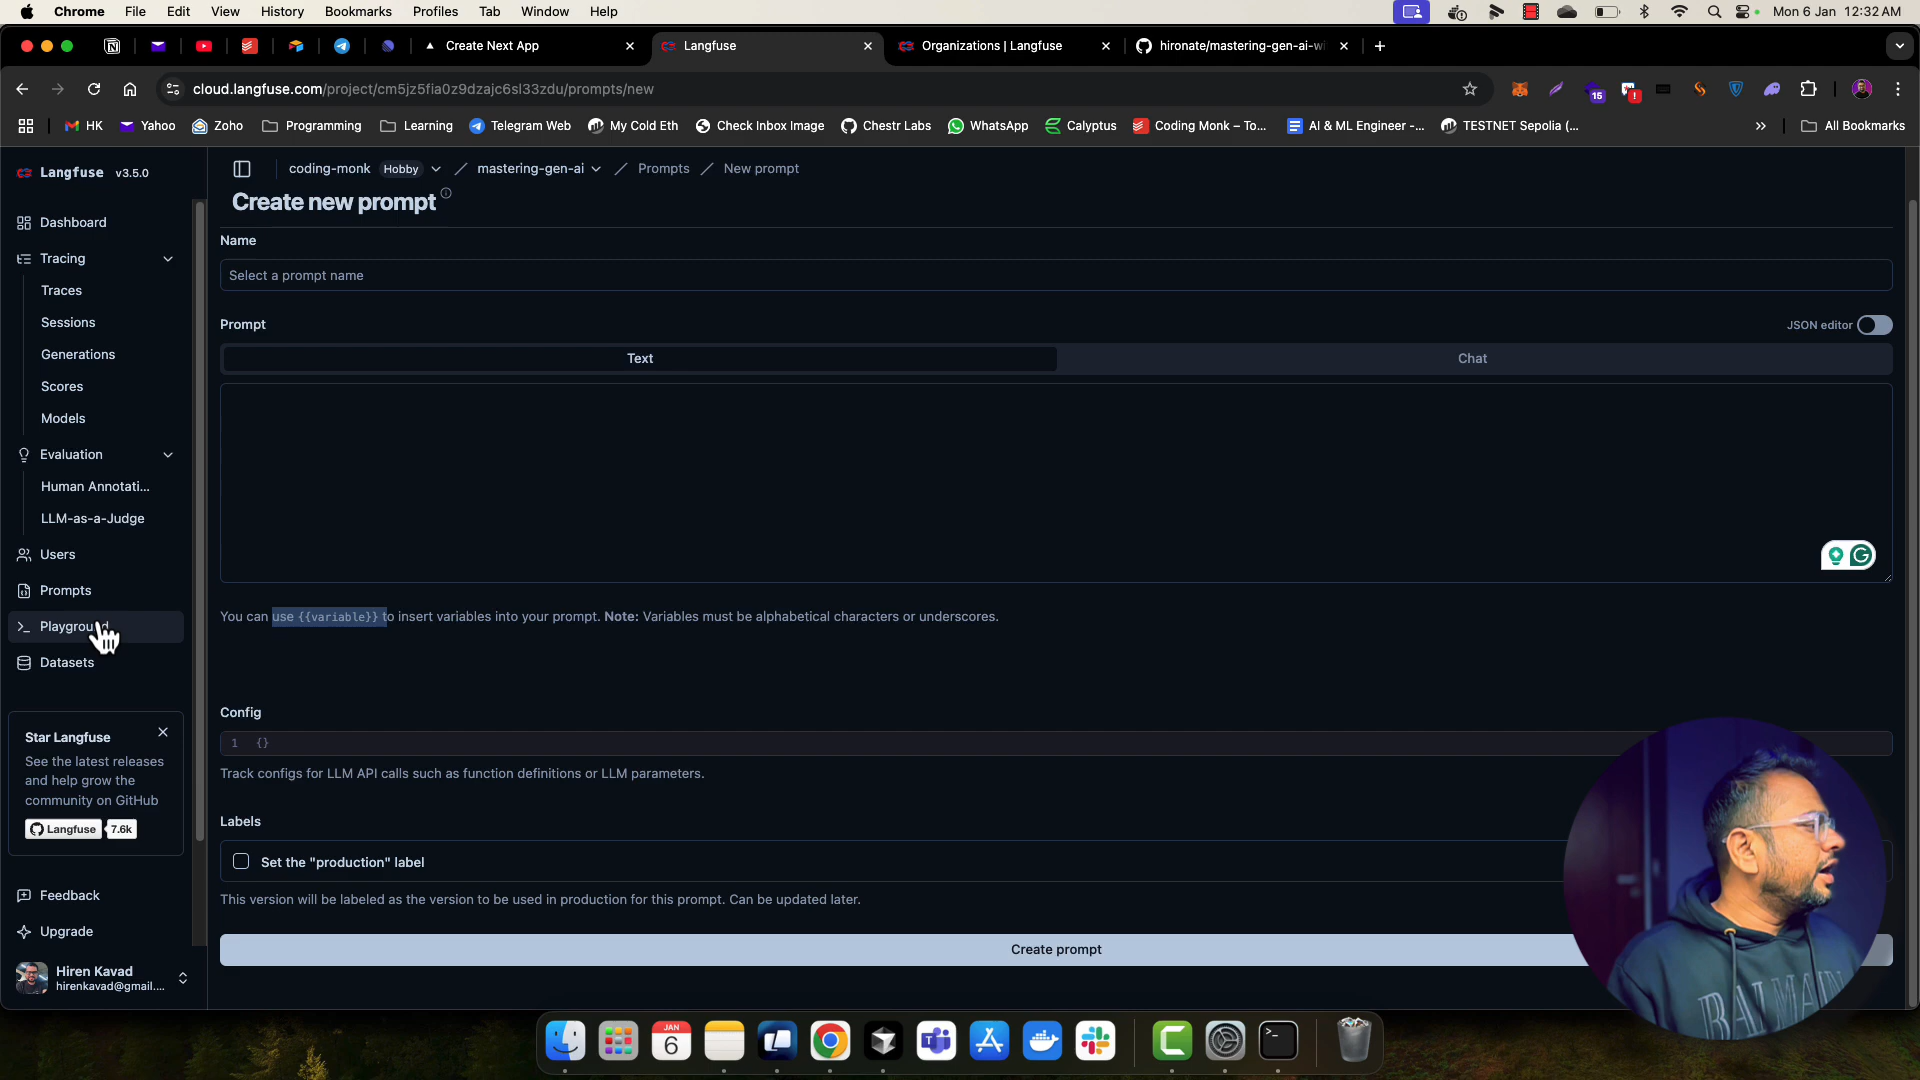 Chrome File Edit View History Bookmarks Profiles Tab Window Help Mon 6 Jan 12:32 AM
Create Next App Langfuse Organizations | Langfuse hironate/mastering-gen-ai-wi
cloud.langfuse.com/project/cm5jz5fia0z9dzajc6sl33zdu/prompts/new 15
HK Yahoo Zoho Programming Learning Telegram Web My Cold Eth Check Inbox Image Chestr Labs WhatsApp Calyptus Coding Monk – To... AI & ML Engineer -... TESTNET Sepolia (... All Bookmarks
Langfuse v3.5.0
coding-monk Hobby / mastering-gen-ai / Prompts / New prompt
Create new prompt
Dashboard
Tracing
Traces
Sessions
Generations
Scores
Models
Evaluation
Human Annotati...
LLM-as-a-Judge
Users
Prompts
Datasets
Star Langfuse
See the latest releases
and help grow the
community on GitHub
Langfuse 7.6k
Feedback
Upgrade
Hiren Kavad
hirenkavad@gmail....
Name
Select a prompt name
Prompt
JSON editor
Text Chat
You can use {{variable}} to insert variables into your prompt. Note: Variables must be alphabetical characters or underscores.
Config
1 {}
Track configs for LLM API calls such as function definitions or LLM parameters.
Labels
Set the "production" label
This version will be labeled as the version to be used in production for this prompt. Can be updated later.
Create prompt
BALMAIN
JAN
6